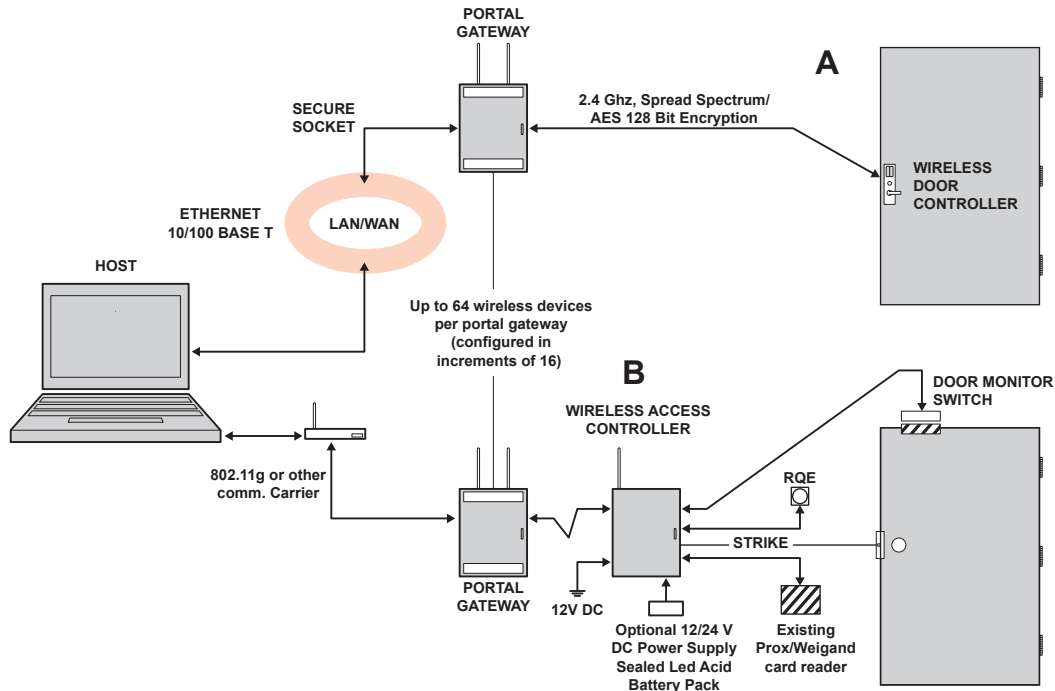 PORTAL
GATEWAY
A
2.4 Ghz, Spread Spectrum/
AES 128 Bit Encryption
SECURE
SOCKET
WIRELESS
DOOR
CONTROLLER
ETHERNET
10/100 BASE T
LAN/WAN
HOST
Up to 64 wireless devices
per portal gateway
(configured in
increments of 16)
B
WIRELESS ACCESS
CONTROLLER
DOOR MONITOR
SWITCH
802.11g or other
comm. Carrier
RQE
STRIKE
PORTAL
GATEWAY
12V DC
Optional 12/24 V
DC Power Supply
Sealed Led Acid
Battery Pack
Existing
Prox/Weigand
card reader